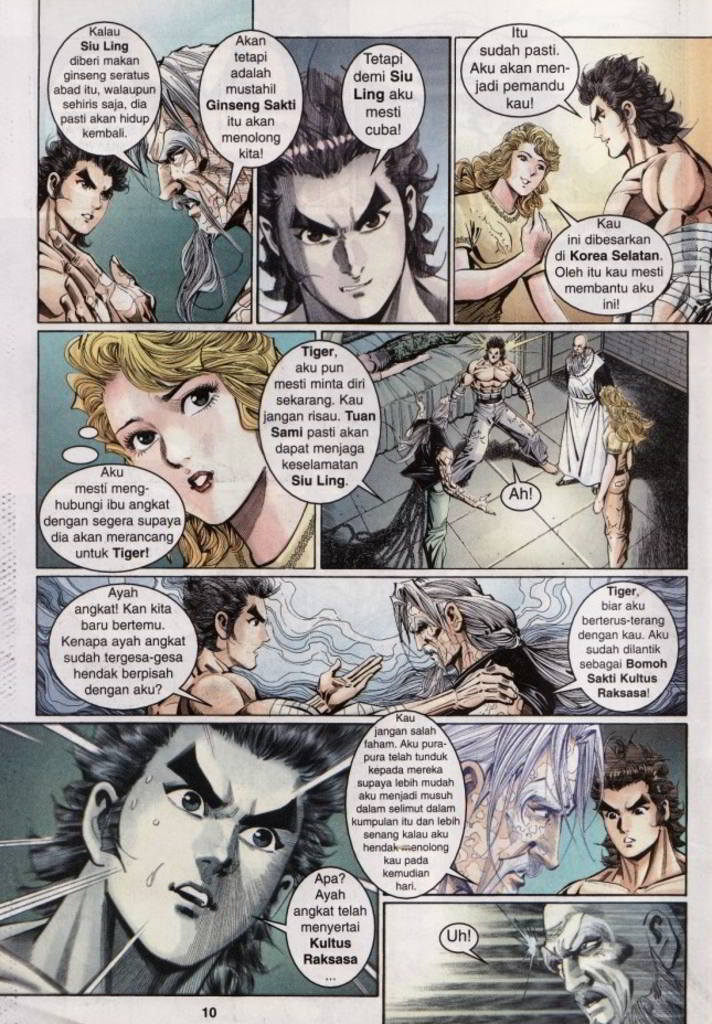 Kalau
Siu Ling
diberi makan
ginseng seratus
abad itu, walaupun
sehiris saja, dia
pasti akan hidup
kembali.
Akan
tetapi
adalah
mustahil
Ginseng Sakti
itu akan
menolong
kita!
Tetapi
demi Siu
Ling aku
mesti
cuba!
Itu
sudah pasti.
Aku akan men-
jadi pemandu
kau!
Kau
ini dibesarkan
di Korea Selatan.
Oleh itu kau mesti
membantu aku
ini!
Aku
mesti meng-
hubungi ibu angkat
dengan segera supaya
dia akan merancang
untuk Tiger!
Tiger,
aku pun
mesti minta diri
sekarang. Kau
jangan risau. Tuan
Sami pasti akan
dapat menjaga
keselamatan
Siu Ling.
Ah!
Ayah
angkat! Kan kita
baru bertemu.
Kenapa ayah angkat
sudah tergesa-gesa
hendak berpisah
dengan aku?
Tiger,
biar aku
berterus-terang
dengan kau. Aku
sudah dilantik
sebagai Bomoh
Sakti Kultus
Raksasa!
Apa?
Ayah
angkat telah
menyertai
Kultus
Raksasa
...
Kau
jangan salah
faham. Aku pura-
pura telah tunduk
kepada mereka
supaya lebih mudah
aku menjadi musuh
dalam selimut dalam
kumpulan itu dan lebih
senang kalau aku
hendak menolong
kau pada
kemudian
hari.
Uh!
10